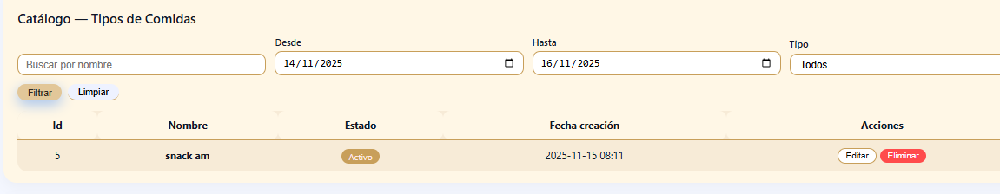 Catálogo — Tipos de Comidas
Desde Hasta Tipo
Buscar por nombre... 14/11/2025 16/11/2025 Todos
Filtrar Limpiar
Id Nombre Estado Fecha creación Acciones
5 snack am Activo 2025-11-15 08:11 Editar Eliminar